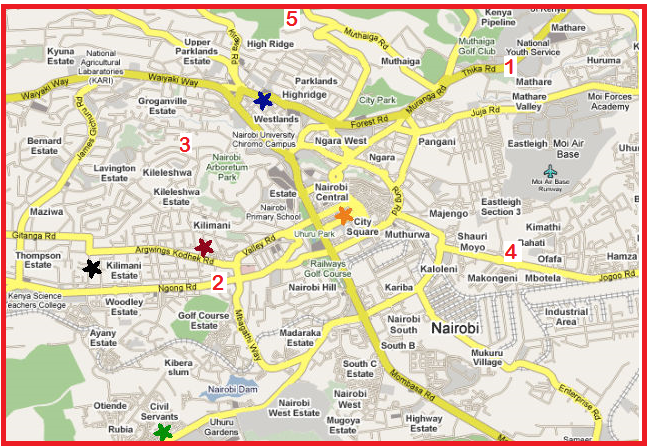 5
Kenya
Pipeline
of Kenya
Mathare
Upper
Parklands
Estate
Kyuna
Estate
High Ridge
Muthaiga Rd
Muthaiga
Golf Club
National
Youth Service
National
Agricultural
Labaratories
(KARI)
Muthaiga
Huruma
1
Thika Rd
Waiyaki Way
Waiyaki Way
Parklands
Highridge
Mathare
Mathare
Valley
Moi Forces
Academy
Groganville
Estate
City Park
Muranga Rd
Juja Rd
Westlands
Forest Rd
James Gichuru Rd
Bernard
Estate
3
Nairobi University
Chiromo Campus
Ngara West
Pangani
Eastleigh
Moi Air
Base
Ngara
Nairobi
Arboretum
Park
Lavington
Estate
Kileleshwa
Kileleshwa
Estate
Moi Air Base
Runway
Estate
Nairobi
Central
Ring Rd
Eastleigh
Section 3
Maziwa
Nairobi
Primary School
Majengo
Kilimani
City
Square
Kimathi
Uhuru Park
Gitanga Rd
Valley Rd
Muthurwa
Shauri
Moyo
4
Bahati
Ofafa
Hamza
Argwings Kodhek Rd
Thompson
Estate
Kilimani
Estate
Railways
Golf Course
Kaloleni
Makongeni
Mbotela
Jogoo Rd
2
Ngong Rd
Nairobi Hill
Kariba
Kenya Science
Teachers College
Woodley
Estate
Golf Course
Estate
Nairobi
South
Nairobi
Industrial
Area
Mbagathi Way
Ayany
Estate
Madaraka
Estate
South B
Kibera
slum
South C
Estate
Mukuru
Village
Mombasa Rd
Enterprise Rd
Nairobi Dam
Otiende
Rubia
Civil
Servants
Nairobi
West Estate
Nairobi
West
Uhuru
Gardens
Mugoya
Estate
Highway
Estate